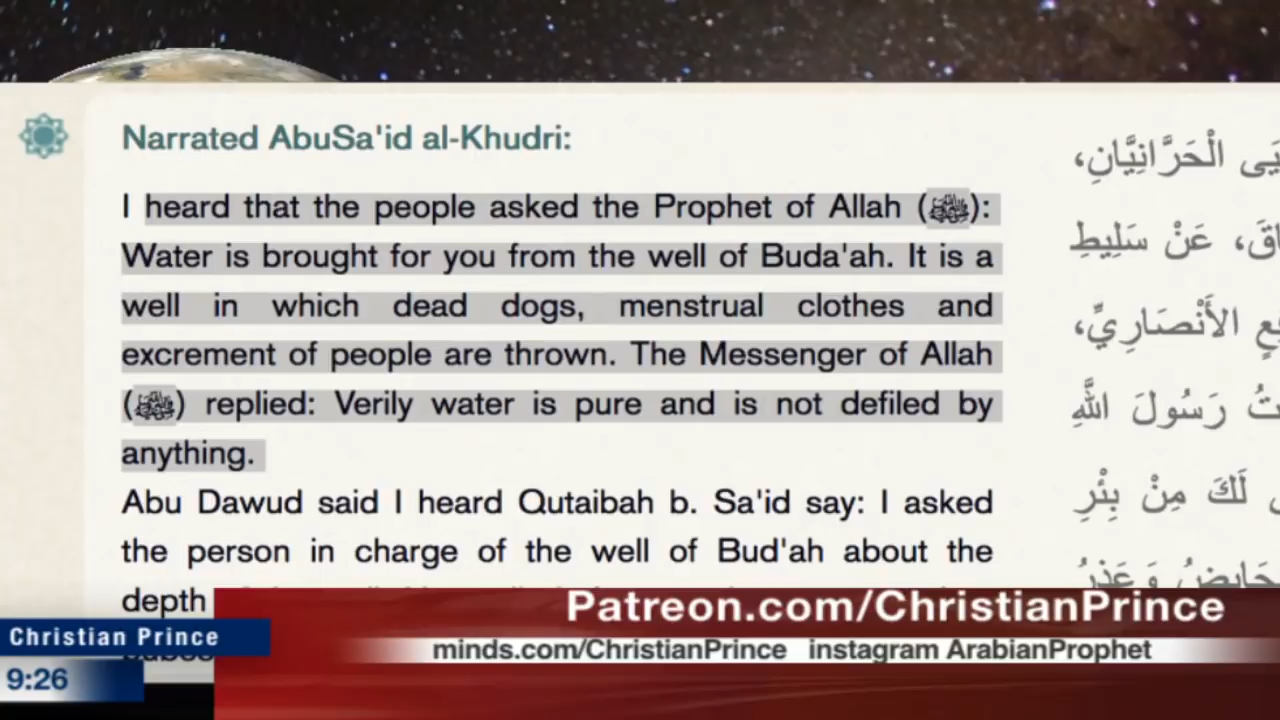 Narrated AbuSa'id al-Khudri:
I heard that the people asked the Prophet of Allah (ﷺ):
Water is brought for you from the well of Buda'ah. It is a
well in which dead dogs, menstrual clothes and
excrement of people are thrown. The Messenger of Allah
(ﷺ) replied: Verily water is pure and is not defiled by
anything.
Abu Dawud said I heard Qutaibah b. Sa'id say: I asked
the person in charge of the well of Bud'ah about the
depth
الْحَرَّانِيَّانِ،
عَنْ سَلِيطِ
الأَنْصَارِيِّ،
رَسُولَ اللَّهِ
لَكَ مِنْ بِئْرِ
Patreon.com/ChristianPrince
Christian Prince
minds.com/ChristianPrince instagram ArabianProphet
9:26